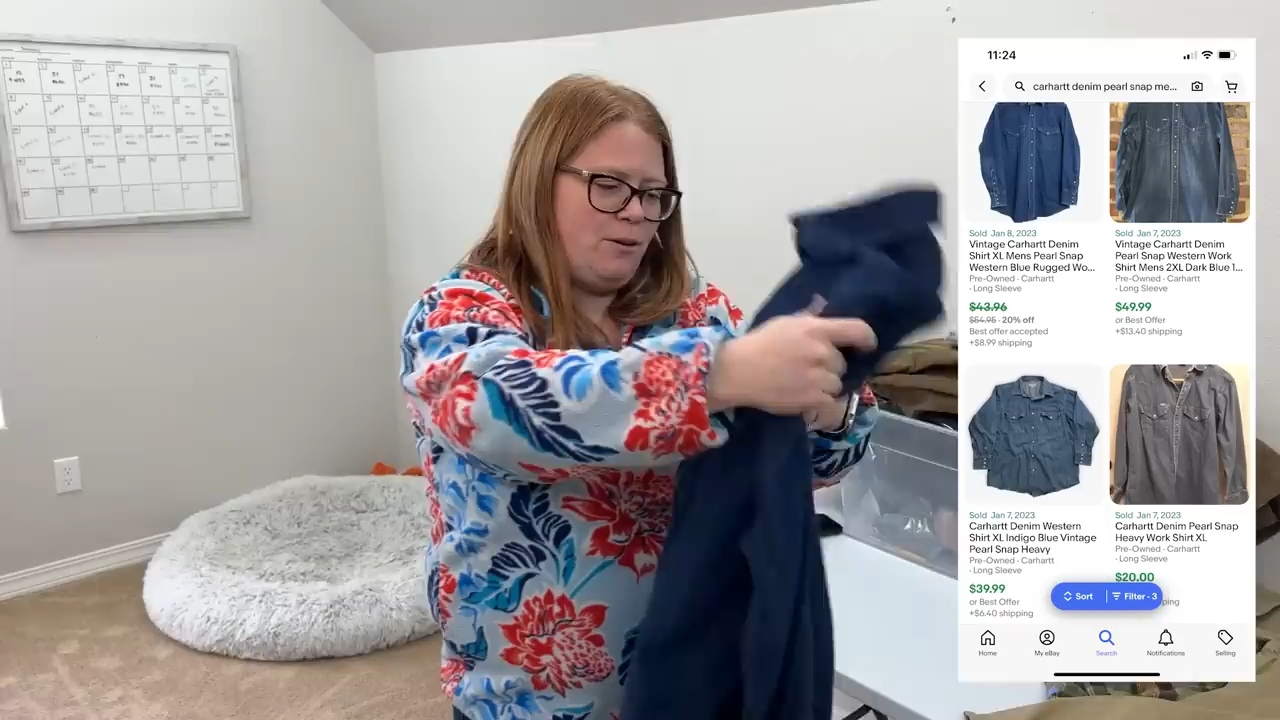 11:24
carhartt denim pearl snap me...
Sold Jan 8, 2023
Vintage Carhartt Denim
Shirt XL Mens Pearl Snap
Western Blue Rugged Wo...
Pre-Owned · Carhartt
· Long Sleeve
$43.96
$54.95 · 20% off
Best offer accepted
+$8.99 shipping
Sold Jan 7, 2023
Vintage Carhartt Denim
Pearl Snap Western Work
Shirt Mens 2XL Dark Blue 1...
Pre-Owned · Carhartt
· Long Sleeve
$49.99
or Best Offer
+$13.40 shipping
Sold Jan 7, 2023
Carhartt Denim Western
Shirt XL Indigo Blue Vintage
Pearl Snap Heavy
Pre-Owned · Carhartt
· Long Sleeve
$39.99
or Best Offer
+$6.40 shipping
Sold Jan 7, 2023
Carhartt Denim Pearl Snap
Heavy Work Shirt XL
Pre-Owned · Carhartt
· Long Sleeve
$20.00
Sort
Filter · 3
Home
My eBay
Search
Notifications
Selling